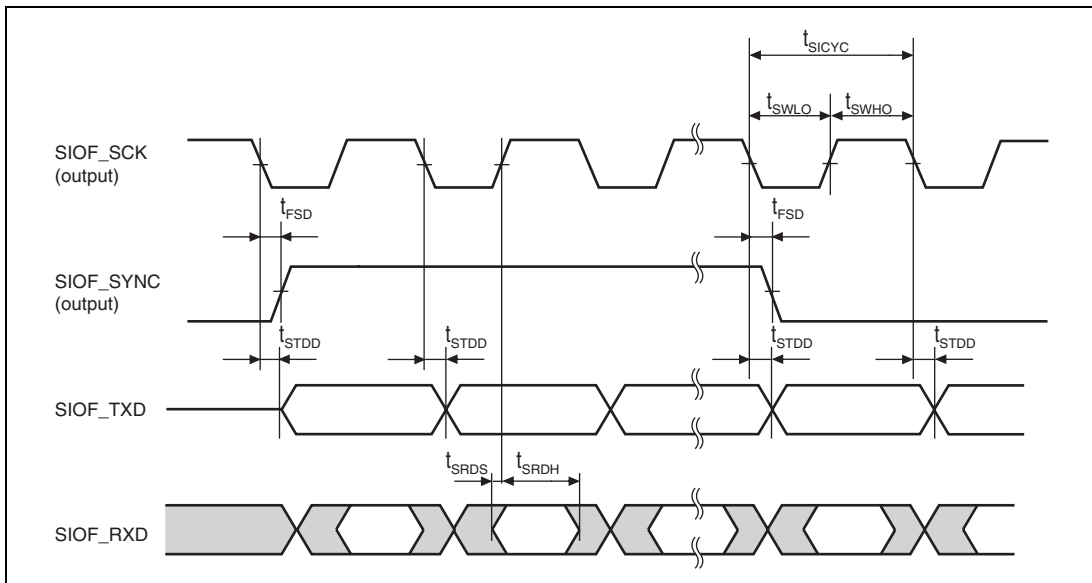 tSICYC
tSWLO tSWHO
SIOF_SCK
(output)
tFSD tFSD
SIOF_SYNC
(output)
tSTDD tSTDD tSTDD tSTDD
SIOF_TXD
tSRDS tSRDH
SIOF_RXD